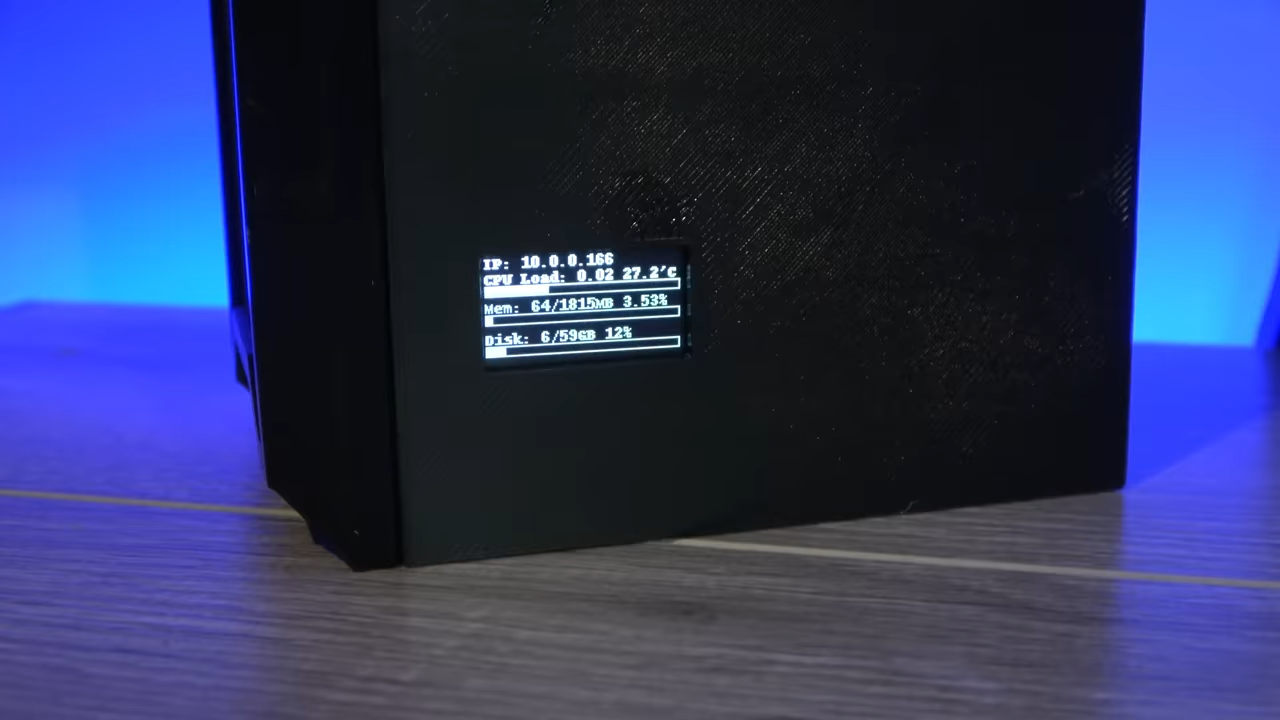 IP: 10.0.0.166
CPU Load: 0.02 27.2'C
Mem: 64/1815MB 3.53%
Disk: 6/59GB 12%